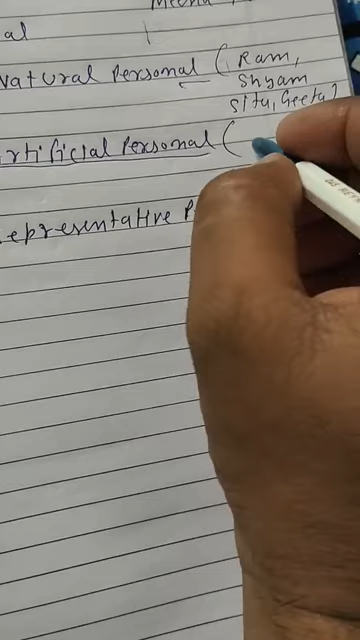 Meena,
al
Natural Personal ( Ram,
Shyam
Situ, Geeta)
rtificial Personal (
epresentative P